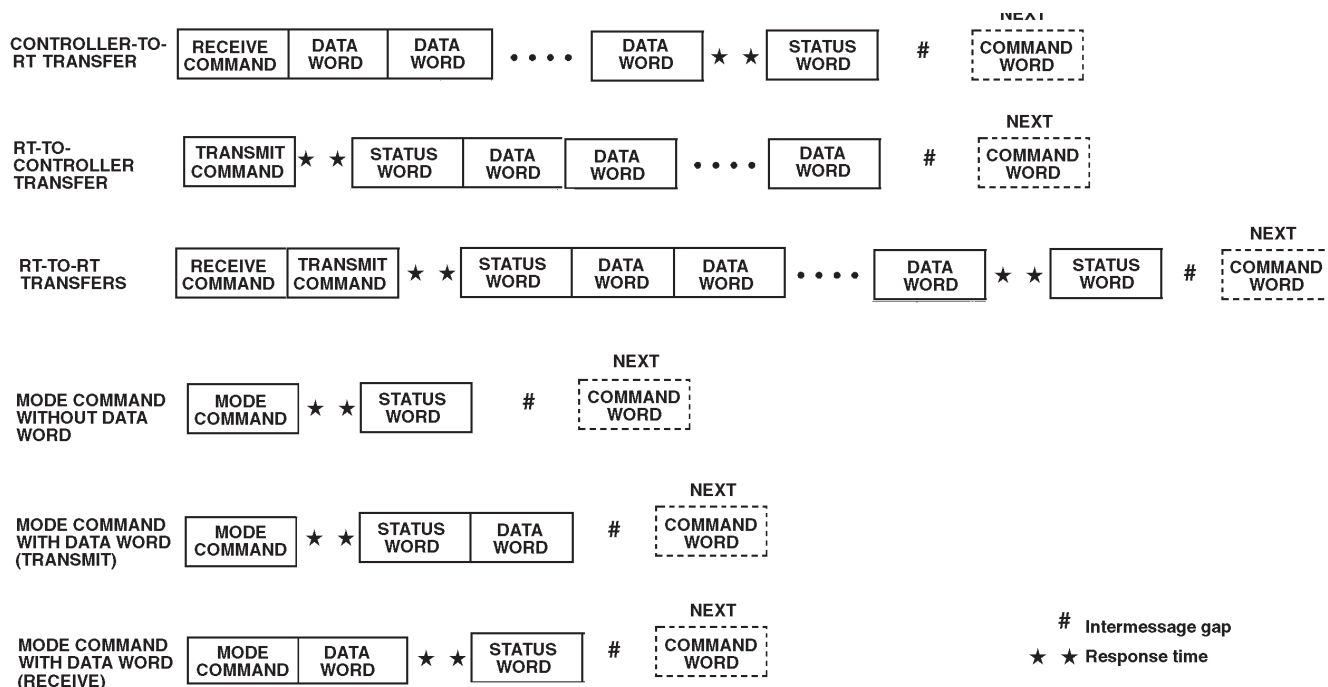 NEXT
CONTROLLER-TO-
RT TRANSFER
RECEIVE
COMMAND
DATA
WORD
DATA
WORD
• • • •
DATA
WORD
★ ★
STATUS
WORD
#
COMMAND
WORD
RT-TO-
CONTROLLER
TRANSFER
TRANSMIT
COMMAND
★ ★
STATUS
WORD
DATA
WORD
DATA
WORD
• • • •
DATA
WORD
#
NEXT
COMMAND
WORD
RT-TO-RT
TRANSFERS
RECEIVE
COMMAND
TRANSMIT
COMMAND
★ ★
STATUS
WORD
DATA
WORD
DATA
WORD
• • • •
DATA
WORD
★ ★
STATUS
WORD
#
NEXT
COMMAND
WORD
MODE COMMAND
WITHOUT DATA
WORD
MODE
COMMAND
★ ★
STATUS
WORD
#
NEXT
COMMAND
WORD
MODE COMMAND
WITH DATA WORD
(TRANSMIT)
MODE
COMMAND
★ ★
STATUS
WORD
DATA
WORD
#
NEXT
COMMAND
WORD
MODE COMMAND
WITH DATA WORD
(RECEIVE)
MODE
COMMAND
DATA
WORD
★ ★
STATUS
WORD
#
NEXT
COMMAND
WORD
# Intermessage gap
★ ★ Response time